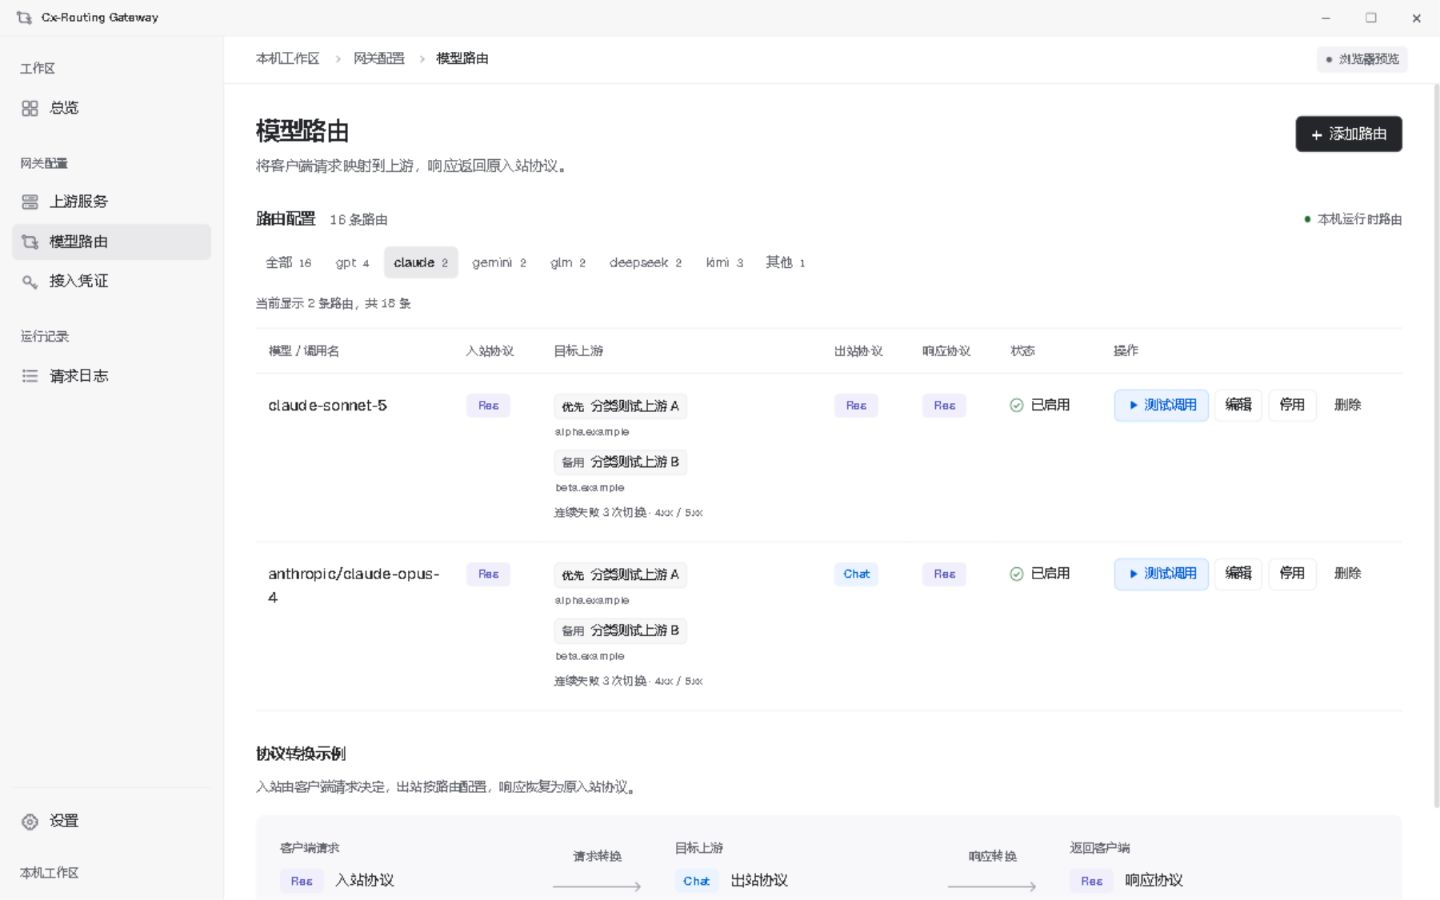 Cx-Routing Gateway
工作区
总览
网关配置
上游服务
模型路由
接入凭证
运行记录
请求日志
设置
本机工作区
本机工作区 › 网关配置 › 模型路由
浏览器预览
模型路由
+ 添加路由
将客户端请求映射到上游，响应返回原入站协议。
路由配置 16 条路由
本机运行时路由
全部 16 gpt 4 claude 2 gemini 2 glm 2 deepseek 2 kimi 3 其他 1
当前显示 2 条路由，共 16 条
模型 / 调用名 入站协议 目标上游 出站协议 响应协议 状态 操作
claude-sonnet-5 Res 优先 分类测试上游 A Res Res 已启用 测试调用 编辑 停用 删除
alpha.example
备用 分类测试上游 B
beta.example
连续失败 3 次切换 · 4xx / 5xx
anthropic/claude-opus- Res 优先 分类测试上游 A Chat Res 已启用 测试调用 编辑 停用 删除
4
alpha.example
备用 分类测试上游 B
beta.example
连续失败 3 次切换 · 4xx / 5xx
协议转换示例
入站由客户端请求决定，出站按路由配置，响应恢复为原入站协议。
客户端请求
Res 入站协议
请求转换
目标上游
Chat 出站协议
响应转换
返回客户端
Res 响应协议